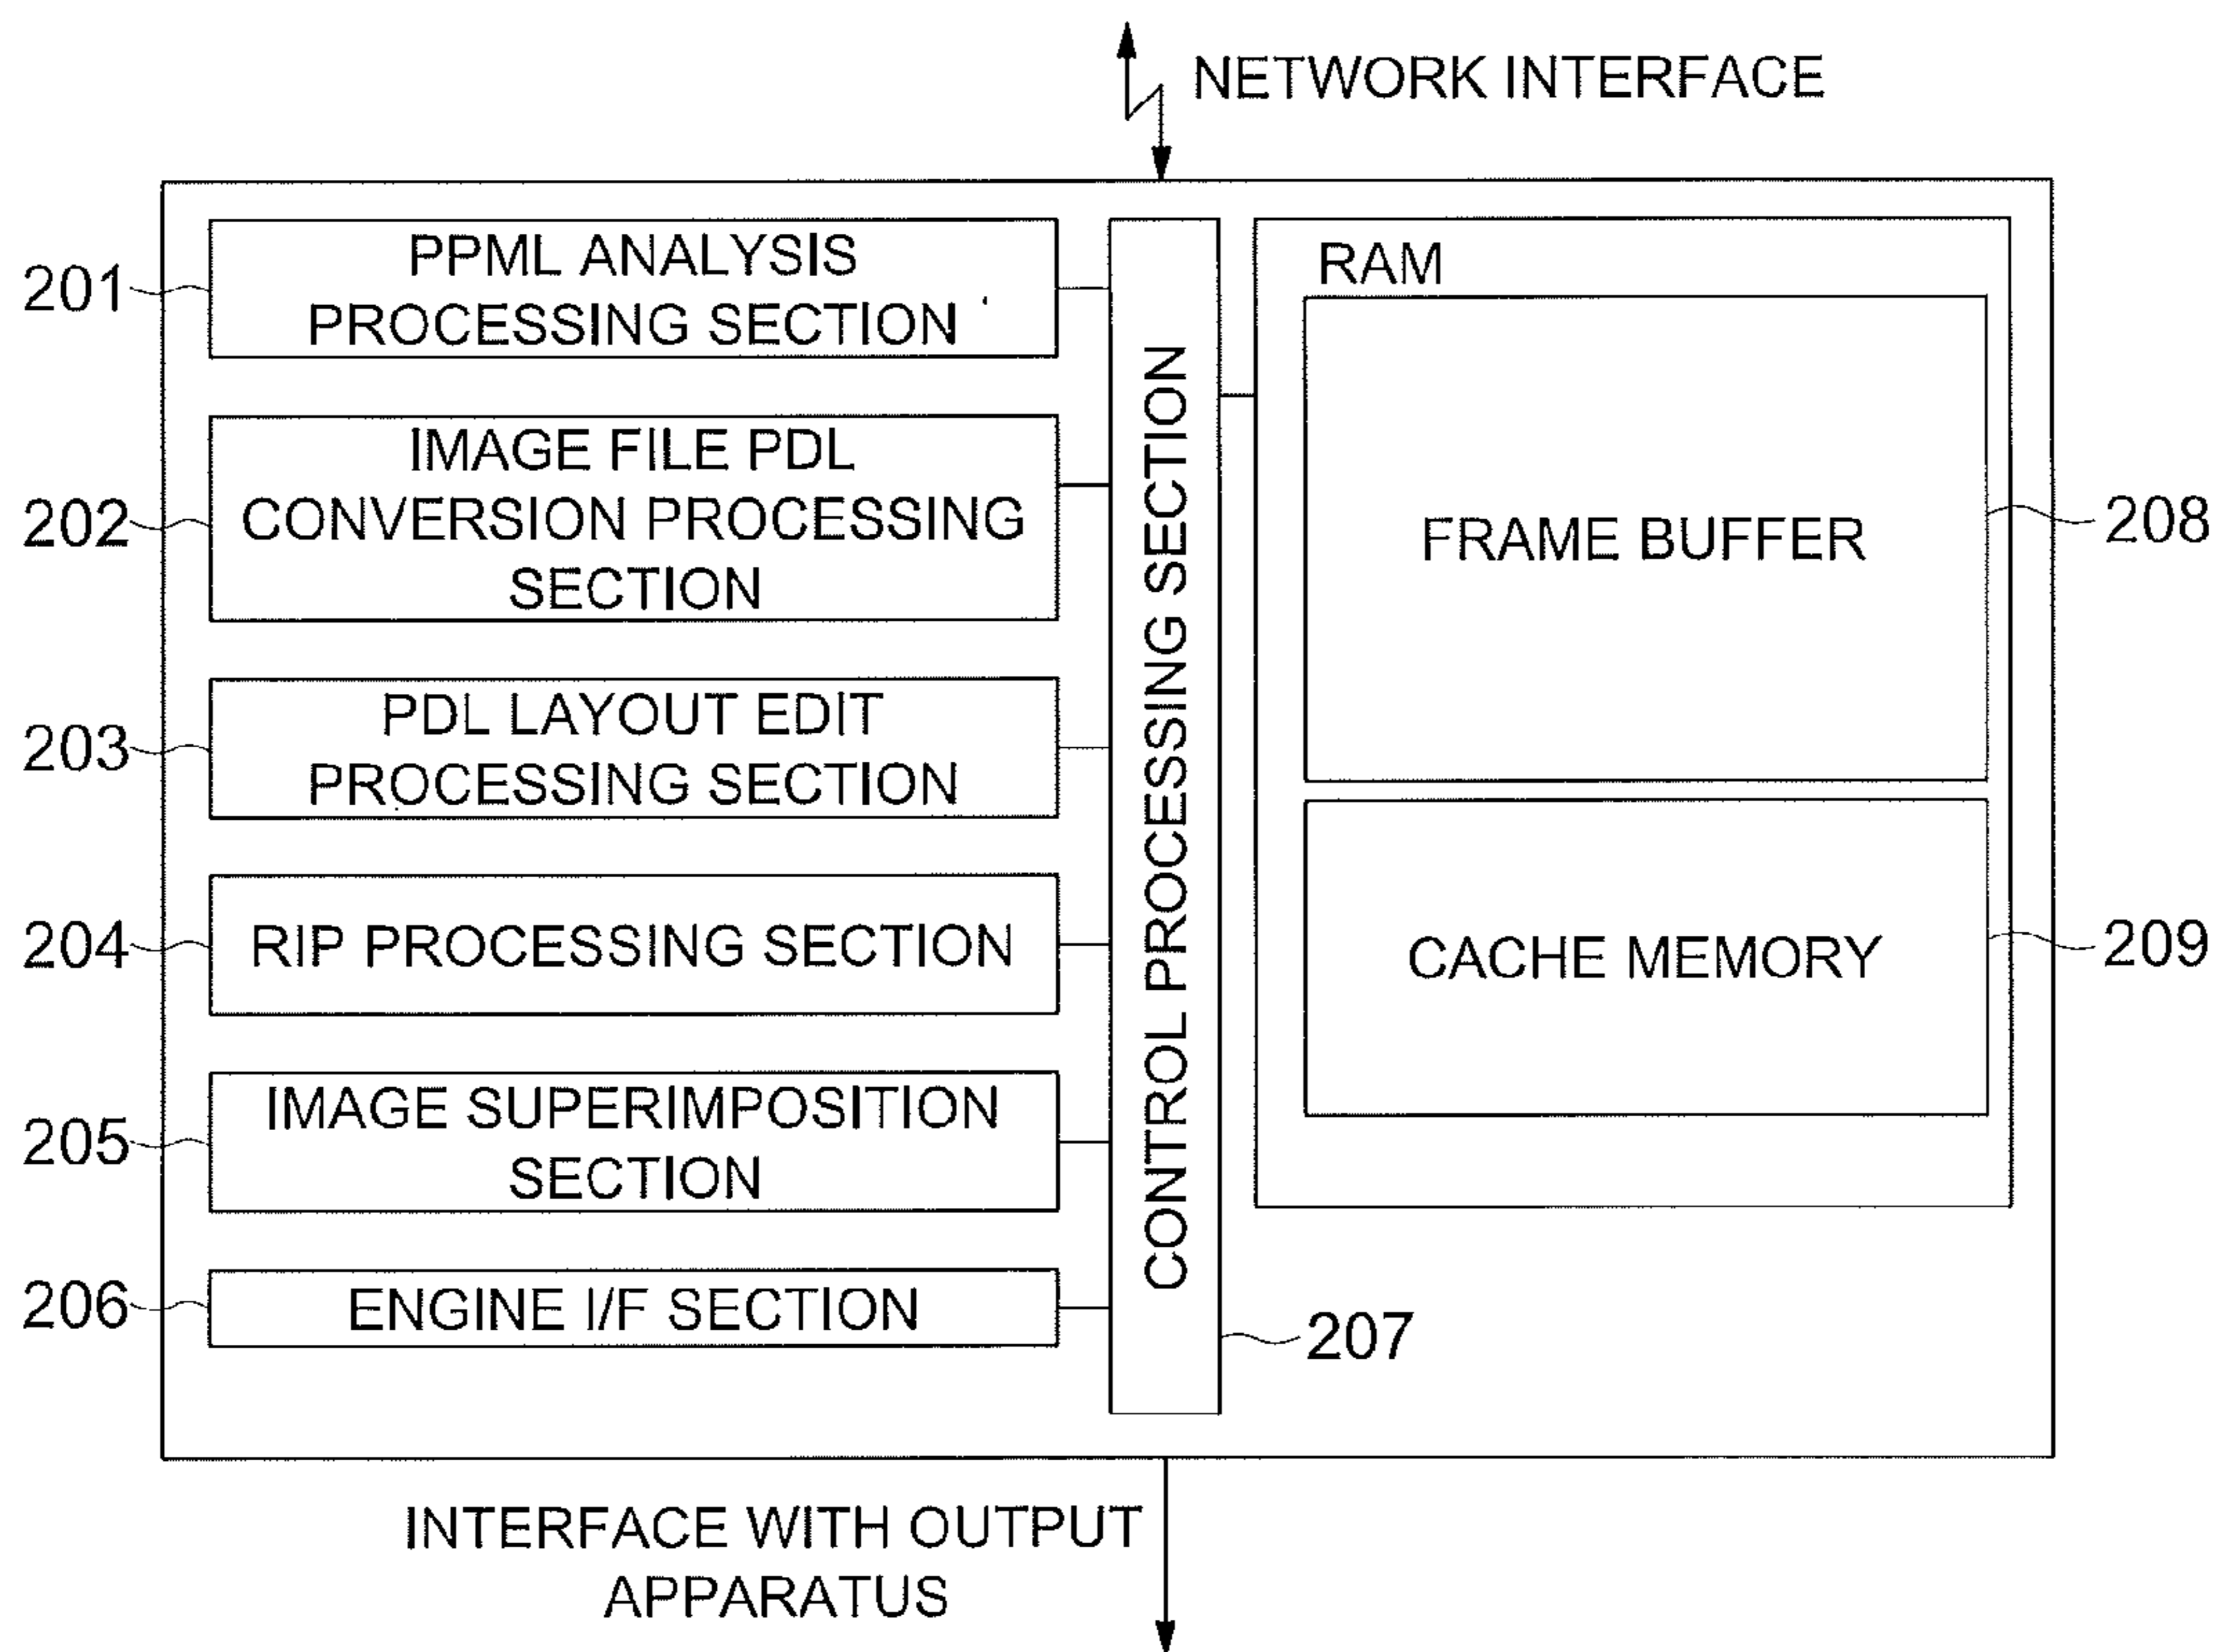 NETWORK INTERFACE
201
PPML ANALYSIS
PROCESSING SECTION
202
IMAGE FILE PDL
CONVERSION PROCESSING
SECTION
203
PDL LAYOUT EDIT
PROCESSING SECTION
204
RIP PROCESSING SECTION
205
IMAGE SUPERIMPOSITION
SECTION
206
ENGINE I/F SECTION
CONTROL PROCESSING SECTION
207
RAM
FRAME BUFFER
208
CACHE MEMORY
209
INTERFACE WITH OUTPUT
APPARATUS